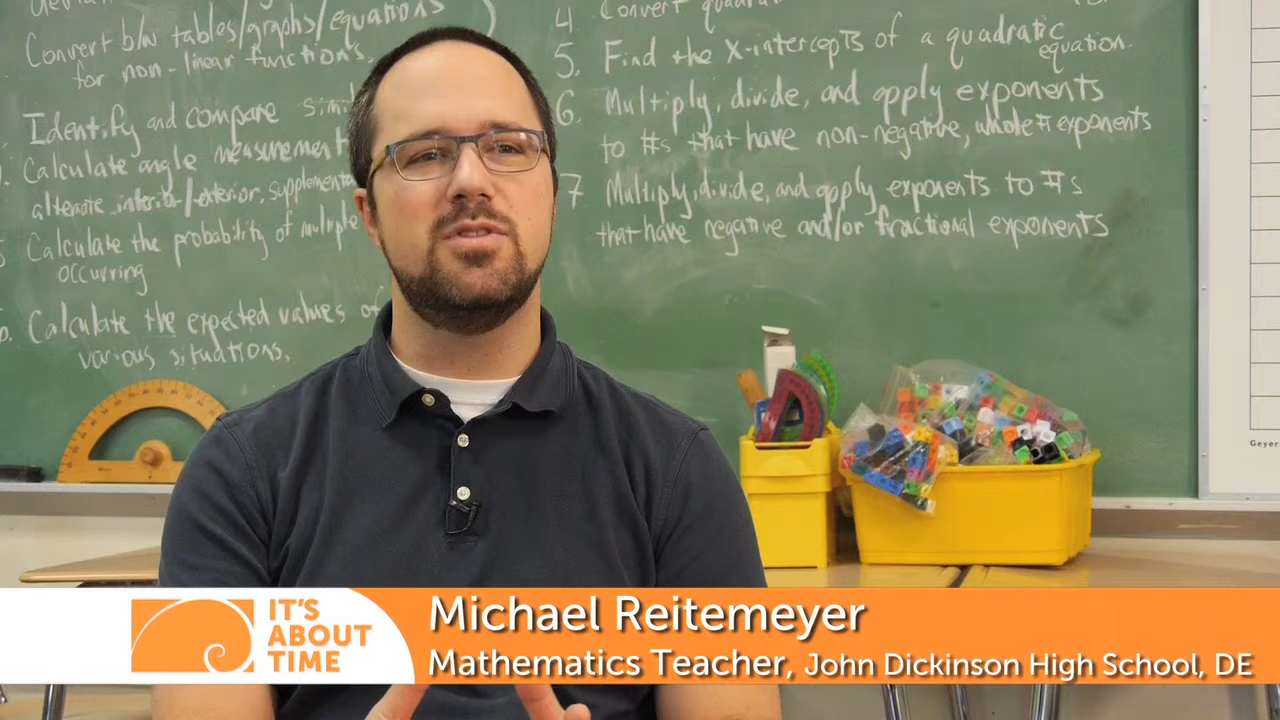 Convert b/w tables/graphs/equations
for non-linear functions.
Identify and compare
Calculate angle measurement
alternate interior/exterior,
Calculate the probability of multiple
occurring
Calculate the expected values of
various situations.
4 Convert
5. Find the x-intercepts of a quadratic
equation.
6 Multiply, divide, and apply exponents
to #s that have non-negative, whole # exponents
7 Multiply, divide, and apply exponents to #s
that have negative and/or fractional exponents
Geyer
IT'S
ABOUT
TIME
Michael Reitemeyer
Mathematics Teacher, John Dickinson High School, DE